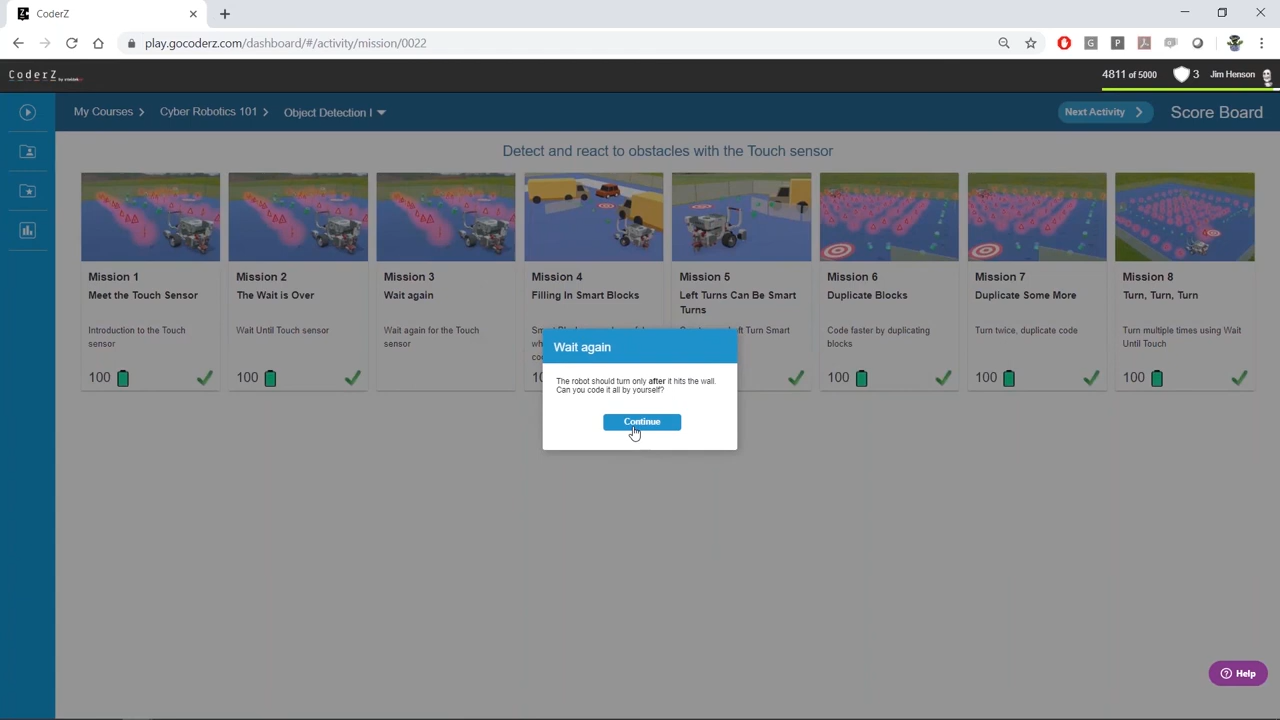 CoderZ
play.gocoderz.com/dashboard/#/activity/mission/0022
CoderZ
4811 of 5000
3
Jim Henson
My Courses
Cyber Robotics 101
Object Detection I
Next Activity
Score Board
Detect and react to obstacles with the Touch sensor
Mission 1
Meet the Touch Sensor
Introduction to the Touch
sensor
100
Mission 2
The Wait is Over
Wait Until Touch sensor
100
Mission 3
Wait again
Wait again for the Touch
sensor
Mission 4
Filling In Smart Blocks
Mission 5
Left Turns Can Be Smart
Turns
Mission 6
Duplicate Blocks
Code faster by duplicating
blocks
100
Mission 7
Duplicate Some More
Turn twice, duplicate code
100
Mission 8
Turn, Turn, Turn
Turn multiple times using Wait
Until Touch
100
Wait again
The robot should turn only after it hits the wall.
Can you code it all by yourself?
Continue
Help